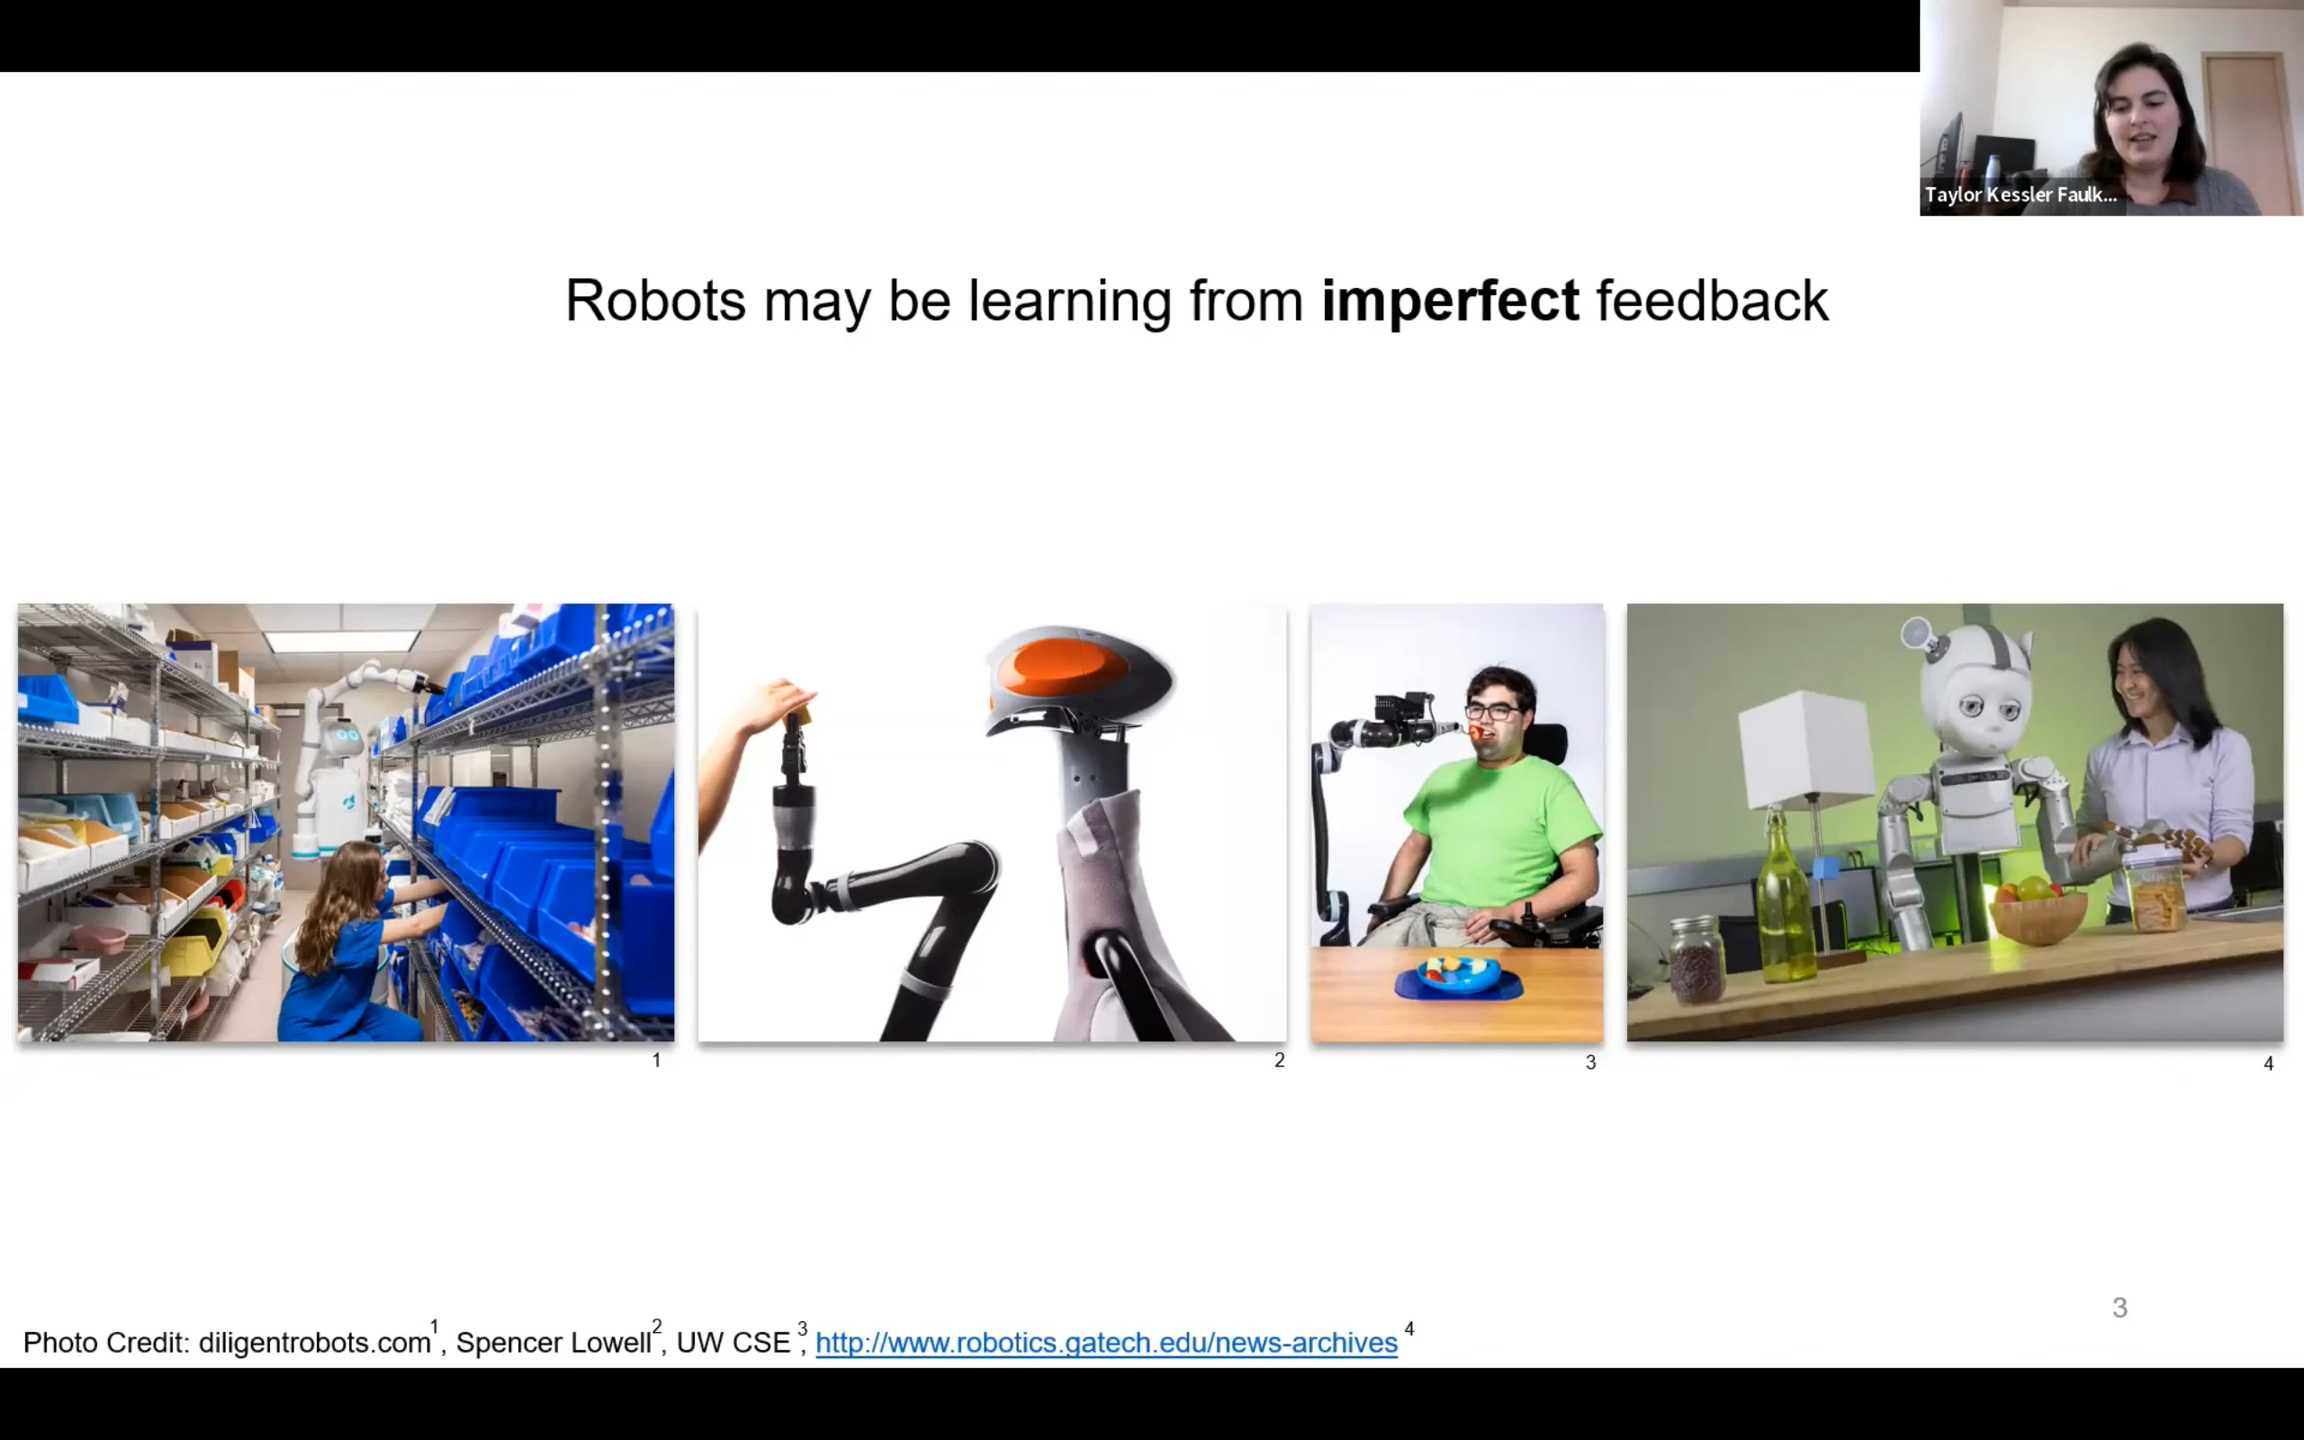 Taylor Kessler Faulk...
Robots may be learning from imperfect feedback
1
2
3
4
3
Photo Credit: diligentrobots.com1, Spencer Lowell2, UW CSE 3, http://www.robotics.gatech.edu/news-archives 4